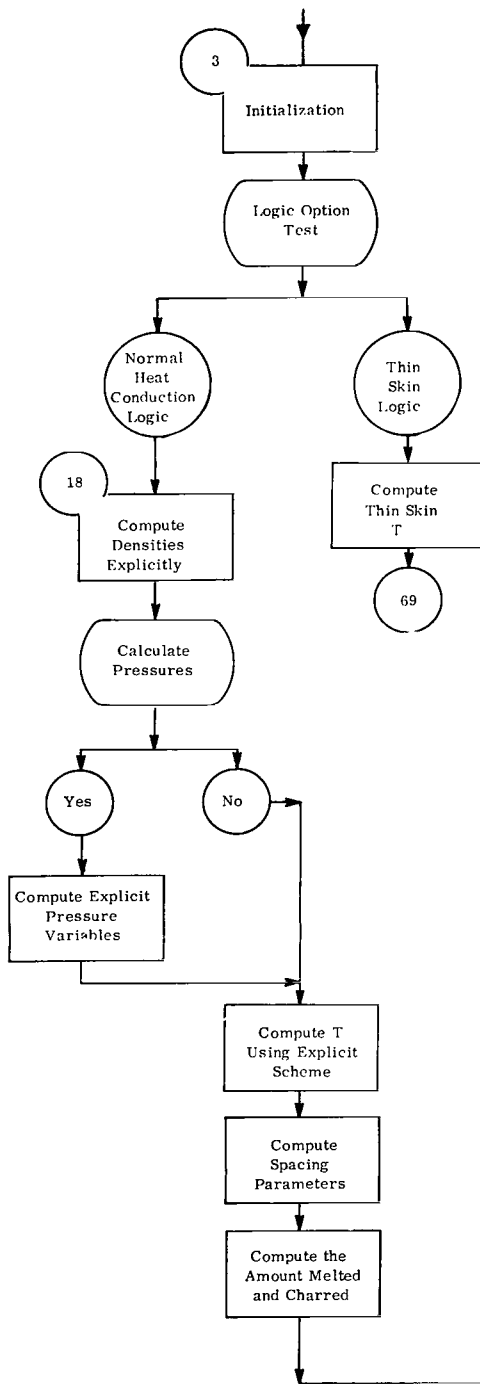 3
Initialization
Logic Option
Test
Normal
Heat
Conduction
Logic
Thin
Skin
Logic
18
Compute
Densities
Explicitly
Compute
Thin Skin
T
69
Calculate
Pressures
Yes
No
Compute Explicit
Pressure
Variables
Compute T
Using Explicit
Scheme
Compute
Spacing
Parameters
Compute the
Amount Melted
and Charred